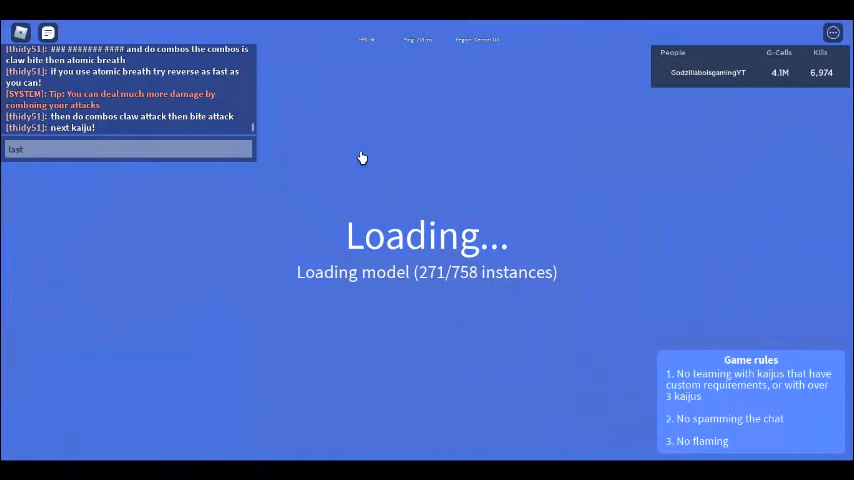 [thidy51]: ### ####### #### and do combos the combos is
claw bite then atomic breath
[thidy51]: if you use atomic breath try reverse as fast as
you can!
[SYSTEM]: Tip: You can deal much more damage by
comboing your attacks
[thidy51]: then do combos claw attack then bite attack
[thidy51]: next kaiju!
last
People G-Cells Kills
GodzillaboisgamingYT 4.1M 6,974
Loading...
Loading model (271/758 instances)
Game rules
1. No teaming with kaijus that have
custom requirements, or with over
3 kaijus
2. No spamming the chat
3. No flaming